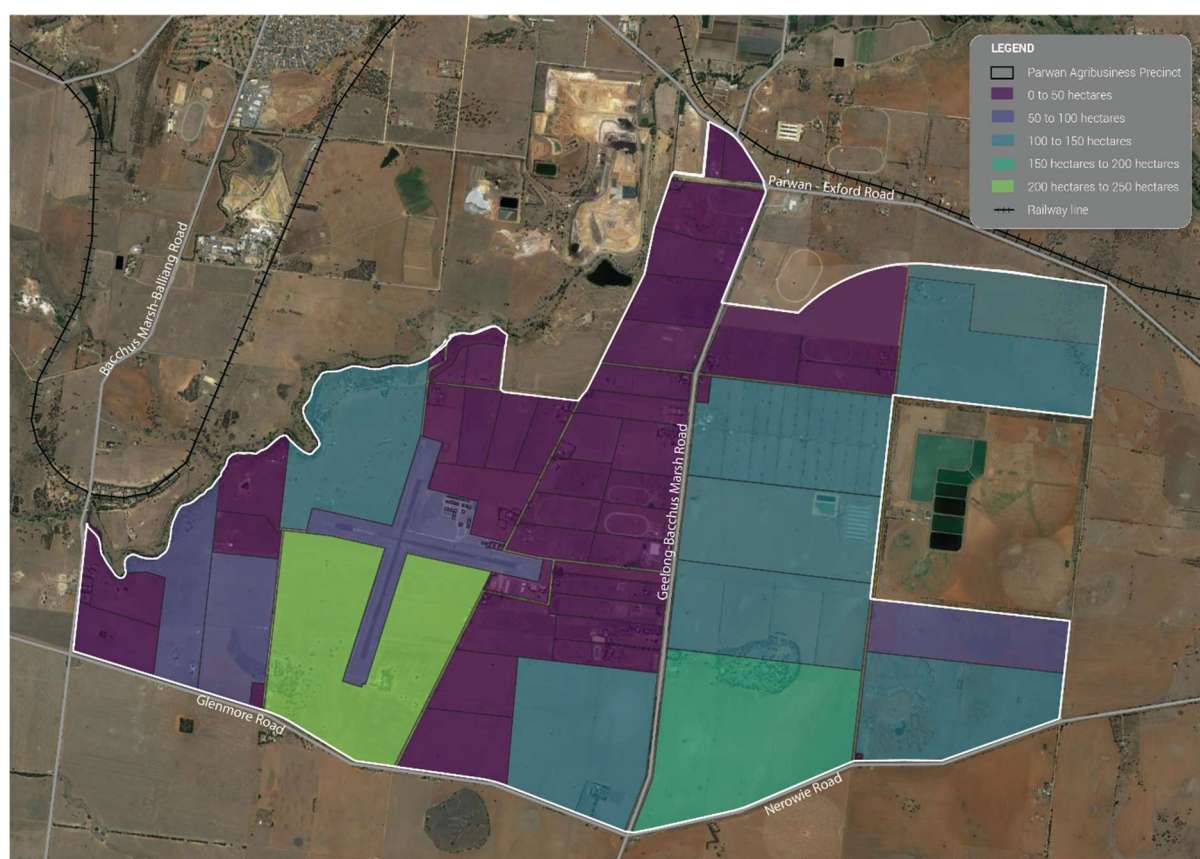 LEGEND
Parwan Agribusiness Precinct
0 to 50 hectares
50 to 100 hectares
100 to 150 hectares
150 hectares to 200 hectares
200 hectares to 250 hectares
Railway line
Parwan - Exford Road
Bacchus Marsh-Balliang Road
Geelong-Bacchus Marsh Road
Glenmore Road
Nerowie Road